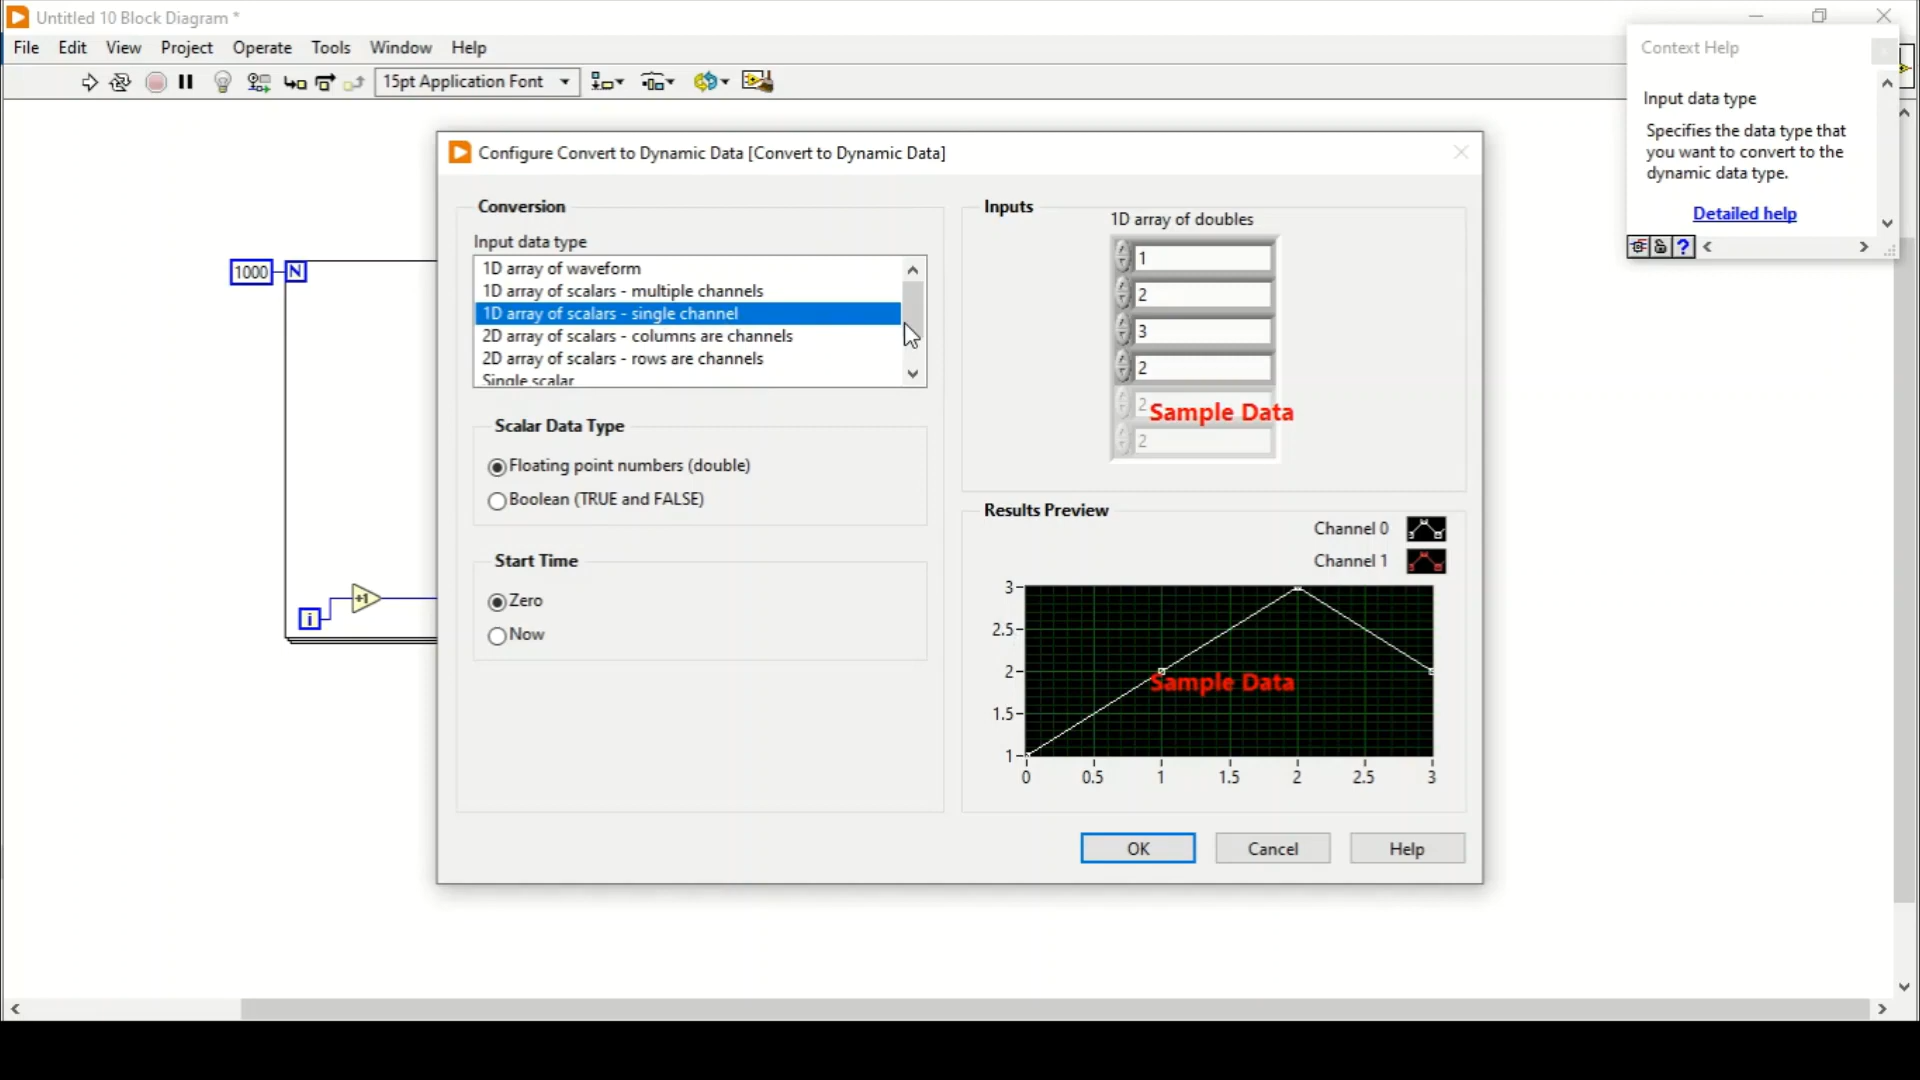 Untitled 10 Block Diagram *
File Edit View Project Operate Tools Window Help
15pt Application Font
Context Help
Input data type
Specifies the data type that
you want to convert to the
dynamic data type.
Detailed help
?
1000 N
i
+1
Configure Convert to Dynamic Data [Convert to Dynamic Data]
Conversion
Input data type
1D array of waveform
1D array of scalars - multiple channels
1D array of scalars - single channel
2D array of scalars - columns are channels
2D array of scalars - rows are channels
Single scalar
Scalar Data Type
Floating point numbers (double)
Boolean (TRUE and FALSE)
Start Time
Zero
Now
Inputs
1D array of doubles
1
2
3
2
2
Sample Data
2
Results Preview
Channel 0
Channel 1
3
2.5
2
1.5
1
Sample Data
0 0.5 1 1.5 2 2.5 3
OK Cancel Help